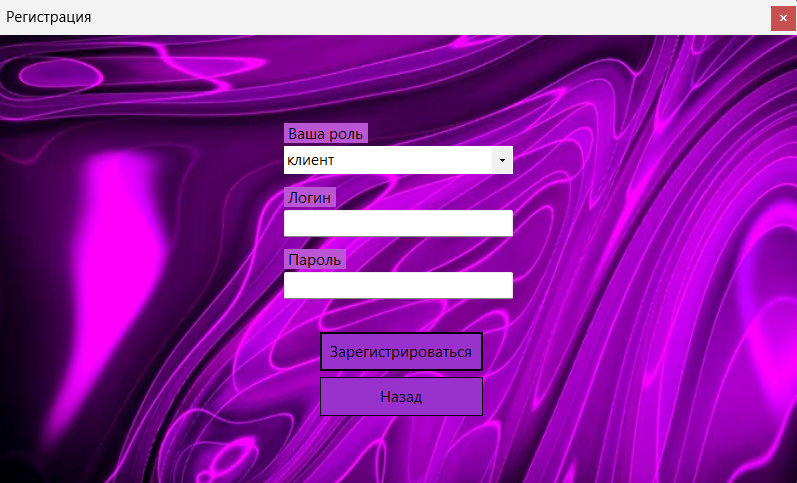 Регистрация
Ваша роль
клиент
Логин
Пароль
Зарегистрироваться
Назад